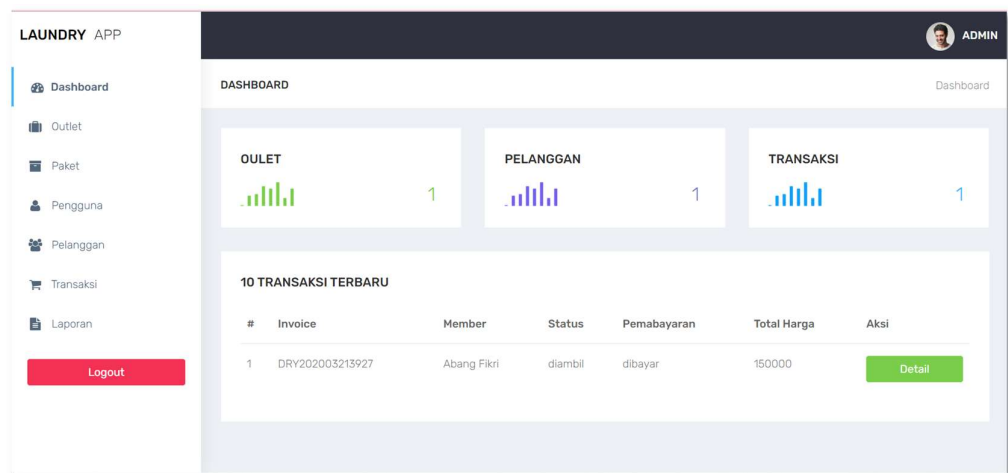 LAUNDRY APP
ADMIN
Dashboard
Outlet
Paket
Pengguna
Pelanggan
Transaksi
Laporan
Logout
DASHBOARD
Dashboard
OULET
1
PELANGGAN
1
TRANSAKSI
1
10 TRANSAKSI TERBARU
# Invoice Member Status Pemabayaran Total Harga Aksi
1 DRY202003213927 Abang Fikri diambil dibayar 150000 Detail